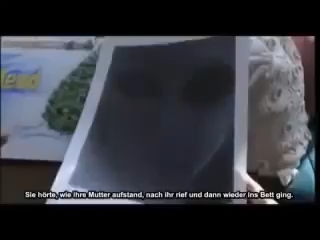 Sie hörte, wie ihre Mutter aufstand, nach ihr rief und dann wieder ins Bett ging.